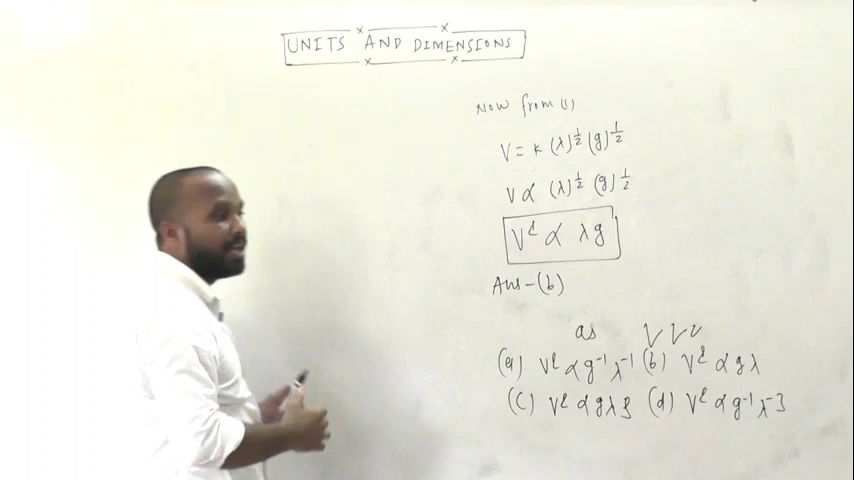 UNITS AND DIMENSIONS
Now from (1)
V = K (λ)^½ (g)^½
V ∝ (λ)^½ (g)^½
V² ∝ λg
Ans-(b)
as
(a) V² ∝ g⁻¹ λ⁻¹ (b) V² ∝ gλ
(c) V² ∝ gλρ (d) V² ∝ g⁻¹ λ⁻³